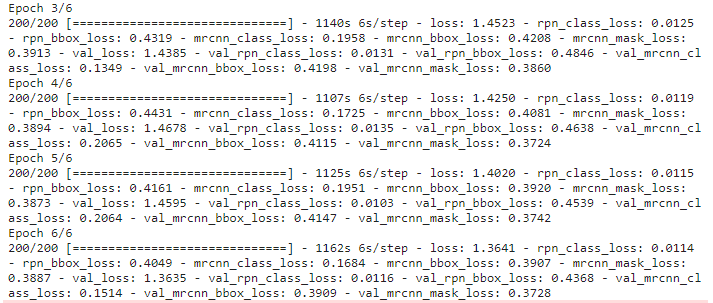 Epoch 3/6
200/200 [==============================] - 1140s 6s/step - loss: 1.4523 - rpn_class_loss: 0.0125
- rpn_bbox_loss: 0.4319 - mrcnn_class_loss: 0.1958 - mrcnn_bbox_loss: 0.4208 - mrcnn_mask_loss:
0.3913 - val_loss: 1.4385 - val_rpn_class_loss: 0.0131 - val_rpn_bbox_loss: 0.4846 - val_mrcnn_cl
ass_loss: 0.1349 - val_mrcnn_bbox_loss: 0.4198 - val_mrcnn_mask_loss: 0.3860
Epoch 4/6
200/200 [==============================] - 1107s 6s/step - loss: 1.4250 - rpn_class_loss: 0.0119
- rpn_bbox_loss: 0.4431 - mrcnn_class_loss: 0.1725 - mrcnn_bbox_loss: 0.4081 - mrcnn_mask_loss:
0.3894 - val_loss: 1.4678 - val_rpn_class_loss: 0.0135 - val_rpn_bbox_loss: 0.4638 - val_mrcnn_cl
ass_loss: 0.2065 - val_mrcnn_bbox_loss: 0.4115 - val_mrcnn_mask_loss: 0.3724
Epoch 5/6
200/200 [==============================] - 1125s 6s/step - loss: 1.4020 - rpn_class_loss: 0.0115
- rpn_bbox_loss: 0.4161 - mrcnn_class_loss: 0.1951 - mrcnn_bbox_loss: 0.3920 - mrcnn_mask_loss:
0.3873 - val_loss: 1.4595 - val_rpn_class_loss: 0.0103 - val_rpn_bbox_loss: 0.4539 - val_mrcnn_cl
ass_loss: 0.2064 - val_mrcnn_bbox_loss: 0.4147 - val_mrcnn_mask_loss: 0.3742
Epoch 6/6
200/200 [==============================] - 1162s 6s/step - loss: 1.3641 - rpn_class_loss: 0.0114
- rpn_bbox_loss: 0.4049 - mrcnn_class_loss: 0.1684 - mrcnn_bbox_loss: 0.3907 - mrcnn_mask_loss:
0.3887 - val_loss: 1.3635 - val_rpn_class_loss: 0.0116 - val_rpn_bbox_loss: 0.4368 - val_mrcnn_cl
ass_loss: 0.1514 - val_mrcnn_bbox_loss: 0.3909 - val_mrcnn_mask_loss: 0.3728